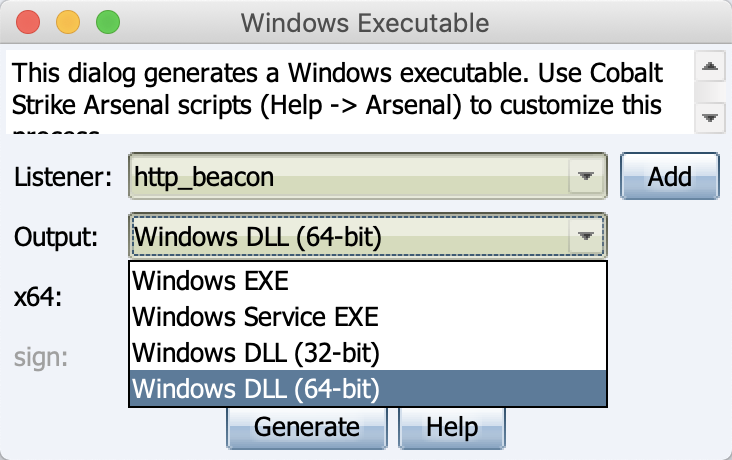 Windows Executable
This dialog generates a Windows executable. Use Cobalt
Strike Arsenal scripts (Help -> Arsenal) to customize this
process
Listener: http_beacon Add
Output: Windows DLL (64-bit)
Windows EXE
x64:
Windows Service EXE
Windows DLL (32-bit)
sign:
Windows DLL (64-bit)
Generate Help